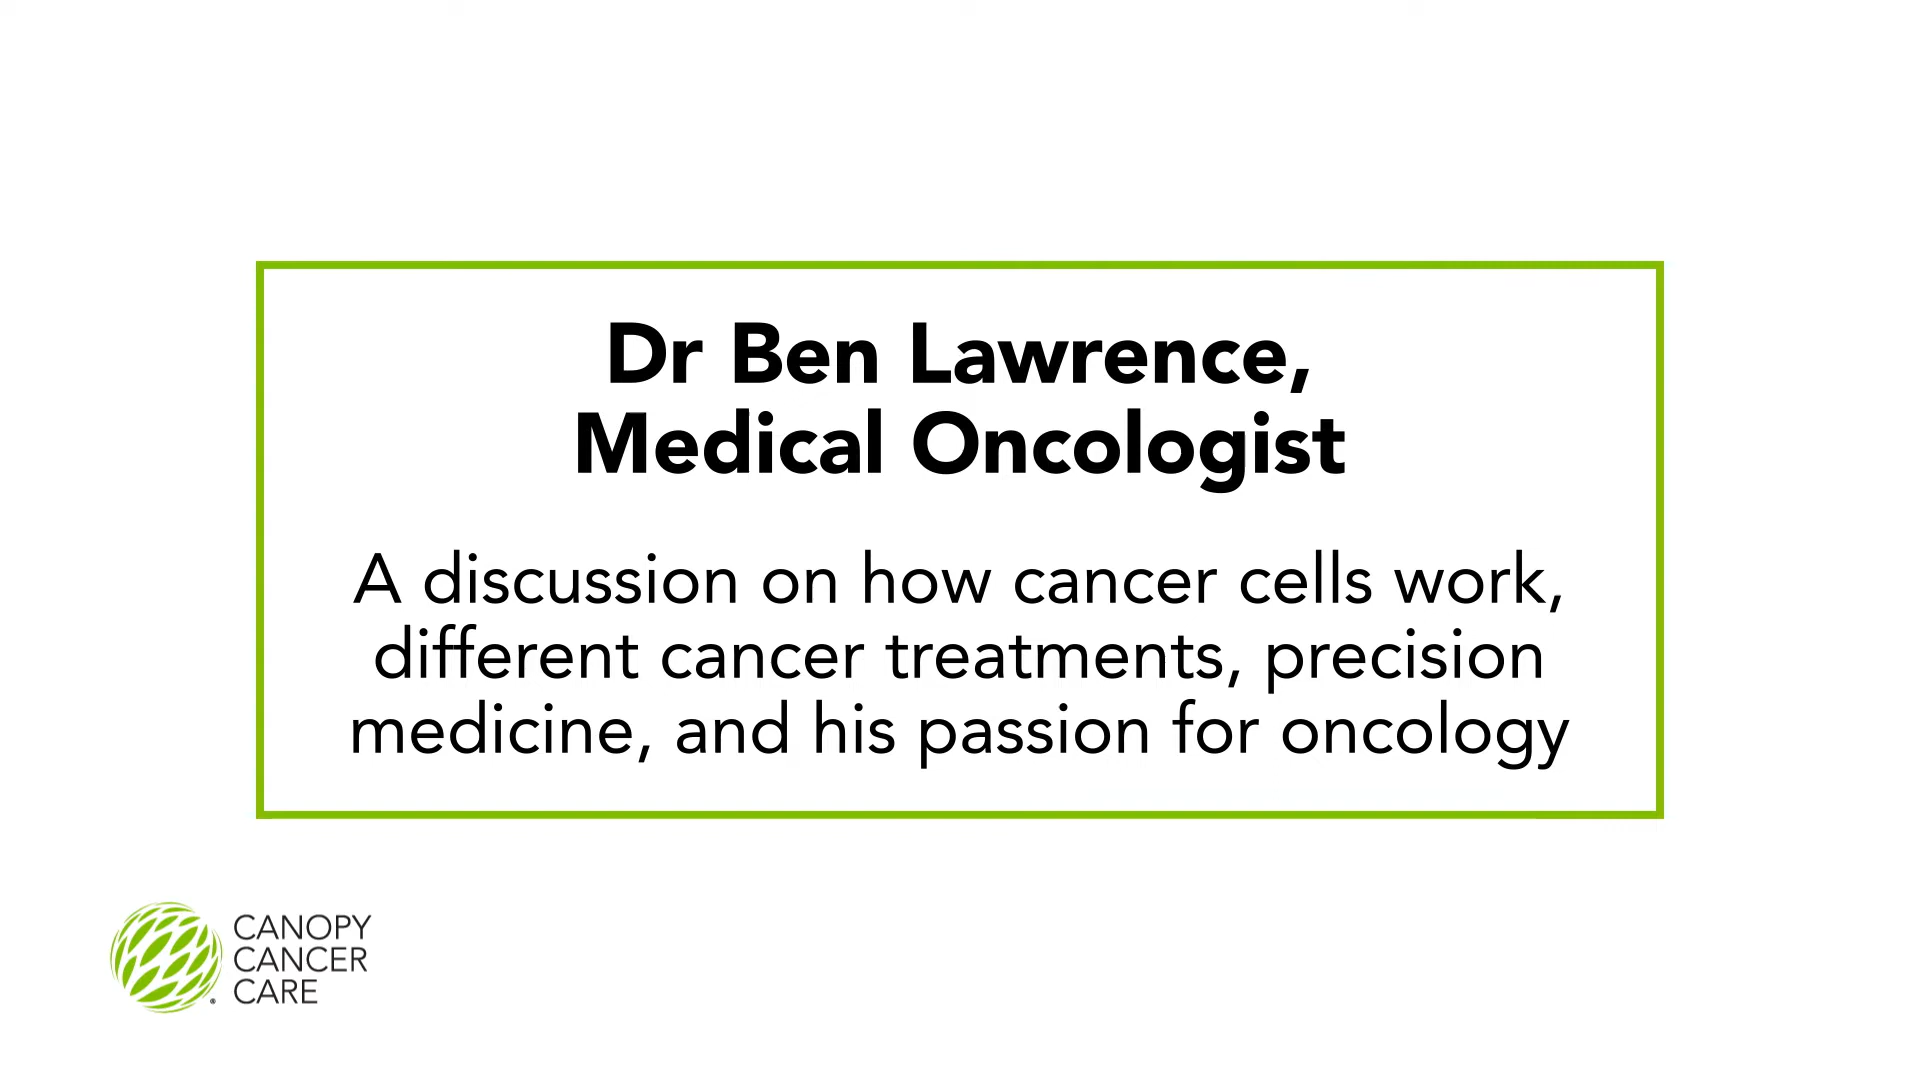 Dr Ben Lawrence,
Medical Oncologist
A discussion on how cancer cells work,
different cancer treatments, precision
medicine, and his passion for oncology
CANOPY
CANCER
CARE